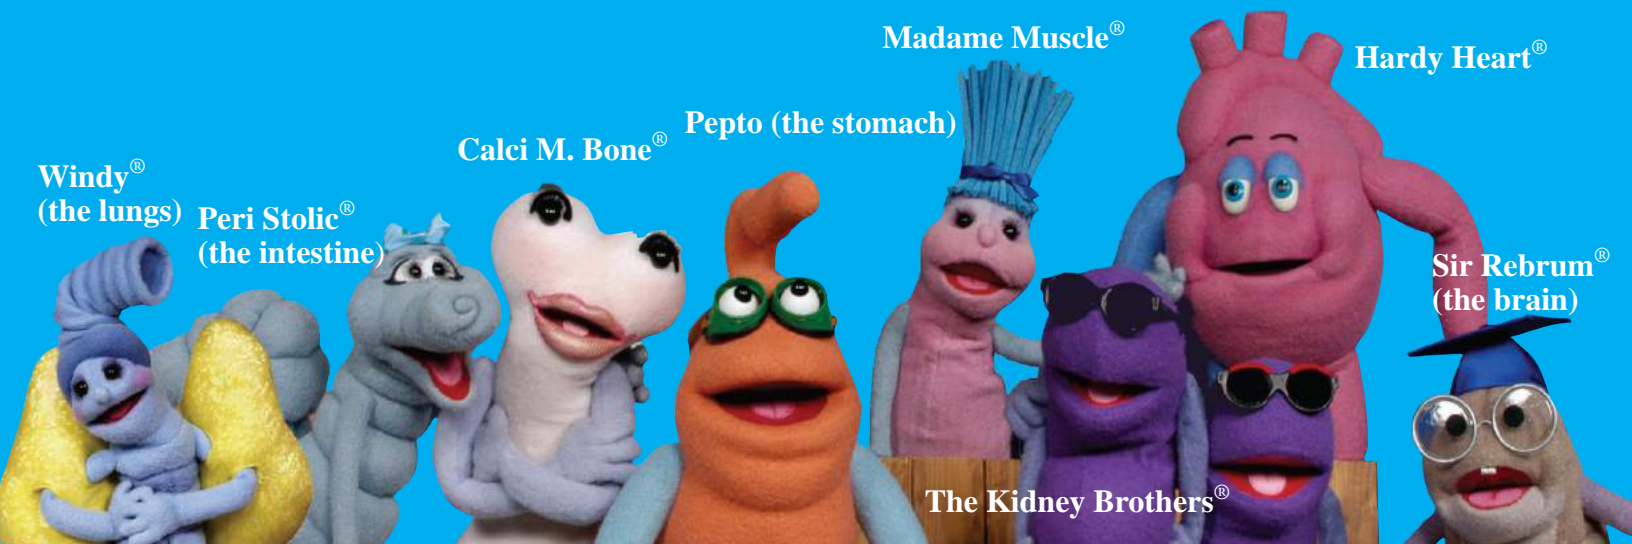 Windy®
(the lungs)
Peri Stolic®
(the intestine)
Calci M. Bone®
Pepto (the stomach)
Madame Muscle®
Hardy Heart®
Sir Rebrum®
(the brain)
The Kidney Brothers®